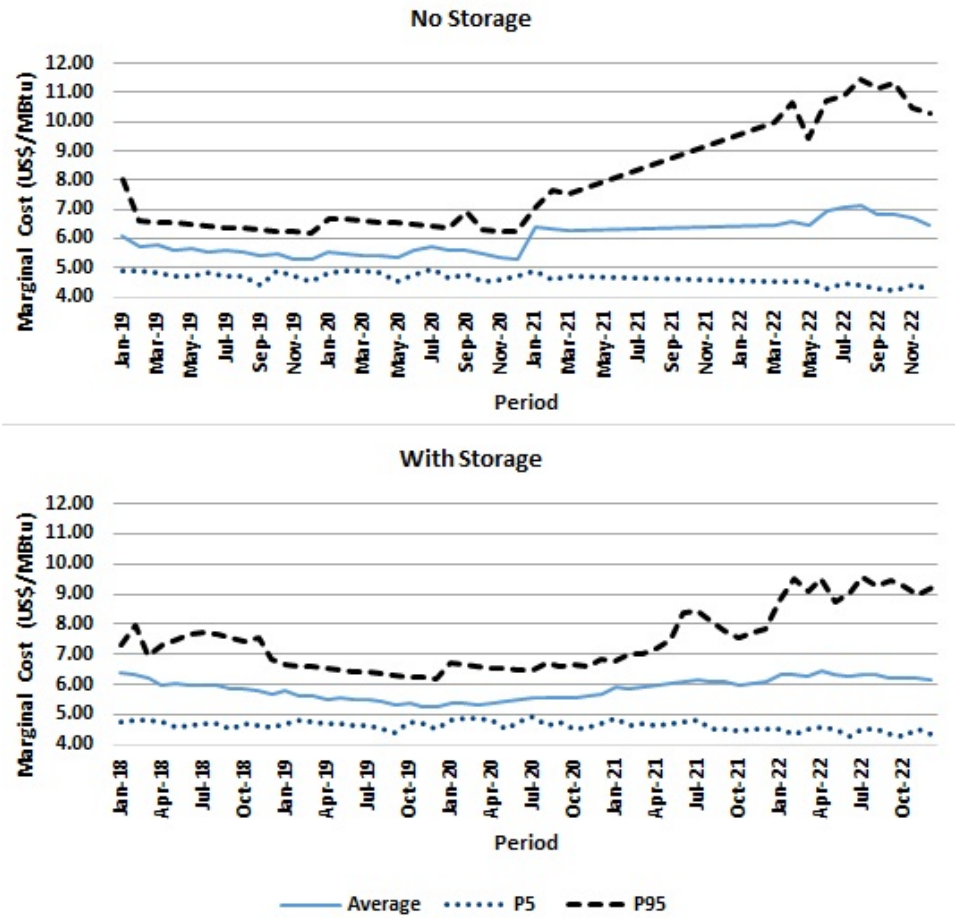 No Storage
Marginal Cost (US$/MBtu)
12.00
11.00
10.00
9.00
8.00
7.00
6.00
5.00
4.00
Jan-19 Mar-19 May-19 Jul-19 Sep-19 Nov-19 Jan-20 Mar-20 May-20 Jul-20 Sep-20 Nov-20 Jan-21 Mar-21 May-21 Jul-21 Sep-21 Nov-21 Jan-22 Mar-22 May-22 Jul-22 Sep-22 Nov-22
Period
With Storage
Marginal Cost (US$/MBtu)
12.00
11.00
10.00
9.00
8.00
7.00
6.00
5.00
4.00
Jan-18 Apr-18 Jul-18 Oct-18 Jan-19 Apr-19 Jul-19 Oct-19 Jan-20 Apr-20 Jul-20 Oct-20 Jan-21 Apr-21 Jul-21 Oct-21 Jan-22 Apr-22 Jul-22 Oct-22
Period
Average P5 P95